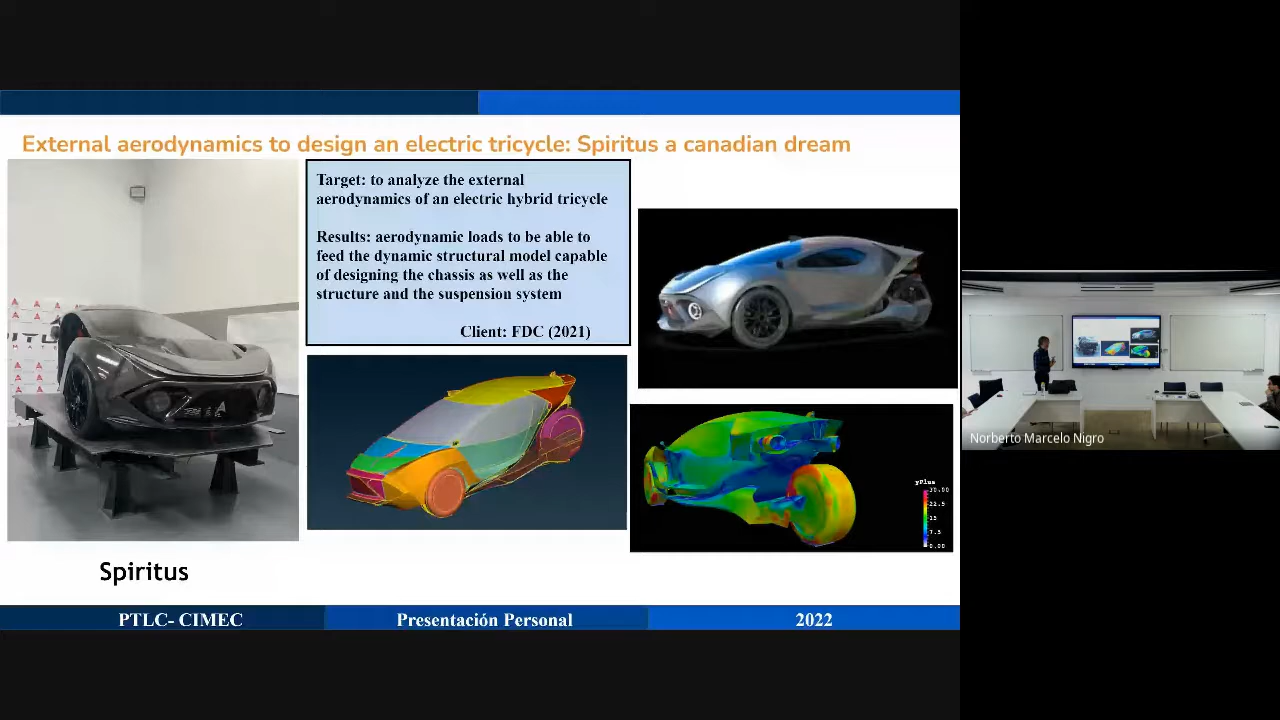 External aerodynamics to design an electric tricycle: Spiritus a canadian dream
Target: to analyze the external
aerodynamics of an electric hybrid tricycle
Results: aerodynamic loads to be able to
feed the dynamic structural model capable
of designing the chassis as well as the
structure and the suspension system
Client: FDC (2021)
yPlus
30.00
22.5
15
7.5
0.00
Spiritus
PTLC- CIMEC
Presentación Personal
2022
Norberto Marcelo Nigro